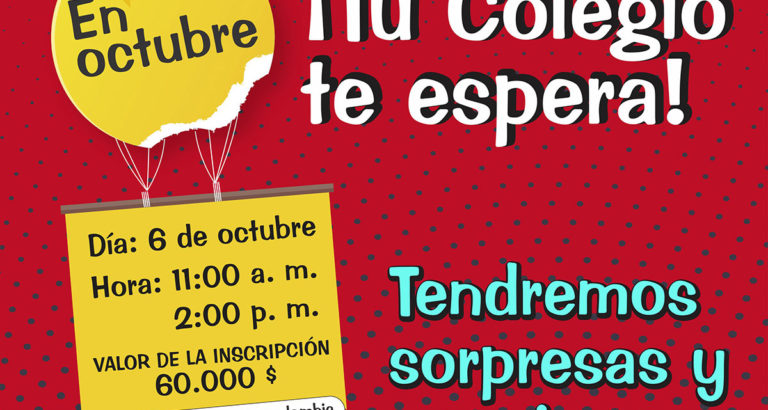 En
octubre
¡Tu Colegio
te espera!
Día: 6 de octubre
Hora: 11:00 a. m.
2:00 p. m.
VALOR DE LA INSCRIPCIÓN
60.000 $
Tendremos
sorpresas y